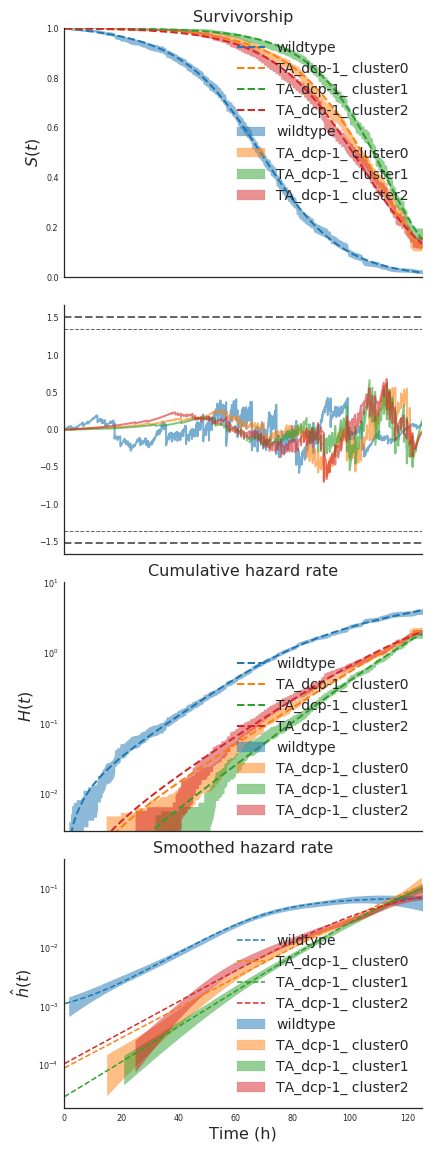 Survivorship
1.0
0.8
0.6
0.4
0.2
0.0
S(t)
wildtype
TA_dcp-1_ cluster0
TA_dcp-1_ cluster1
TA_dcp-1_ cluster2
wildtype
TA_dcp-1_ cluster0
TA_dcp-1_ cluster1
TA_dcp-1_ cluster2
1.5
1.0
0.5
0.0
−0.5
−1.0
−1.5
Cumulative hazard rate
10¹
10⁰
10⁻¹
10⁻²
H(t)
wildtype
TA_dcp-1_ cluster0
TA_dcp-1_ cluster1
TA_dcp-1_ cluster2
wildtype
TA_dcp-1_ cluster0
TA_dcp-1_ cluster1
TA_dcp-1_ cluster2
Smoothed hazard rate
10⁻¹
10⁻²
10⁻³
10⁻⁴
ĥ(t)
wildtype
TA_dcp-1_ cluster0
TA_dcp-1_ cluster1
TA_dcp-1_ cluster2
wildtype
TA_dcp-1_ cluster0
TA_dcp-1_ cluster1
TA_dcp-1_ cluster2
0 20 40 60 80 100 120
Time (h)